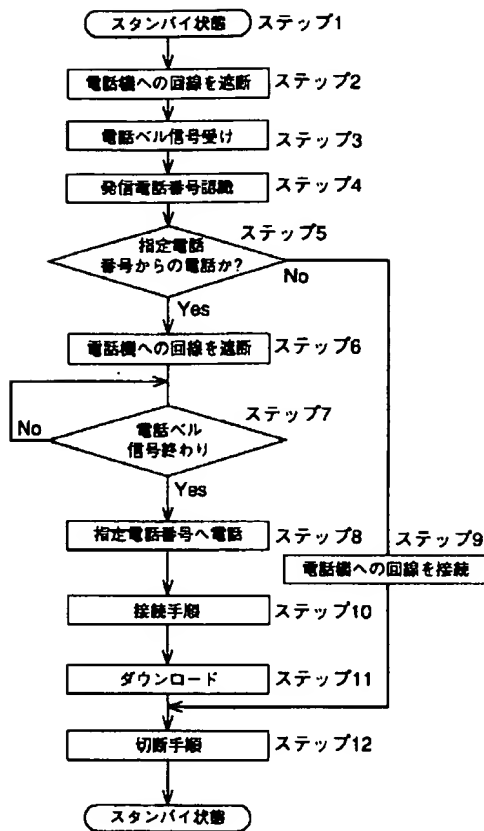 スタンバイ状態 ステップ1
電話機への回線を遮断 ステップ2
電話ベル信号受け ステップ3
発信電話番号認識 ステップ4
ステップ5
指定電話
番号からの電話か?
No
Yes
電話機への回線を遮断 ステップ6
ステップ7
電話ベル
信号終わり
No
Yes
指定電話番号へ電話 ステップ8
ステップ9
電話機への回線を接続
接続手順 ステップ10
ダウンロード ステップ11
切断手順 ステップ12
スタンバイ状態